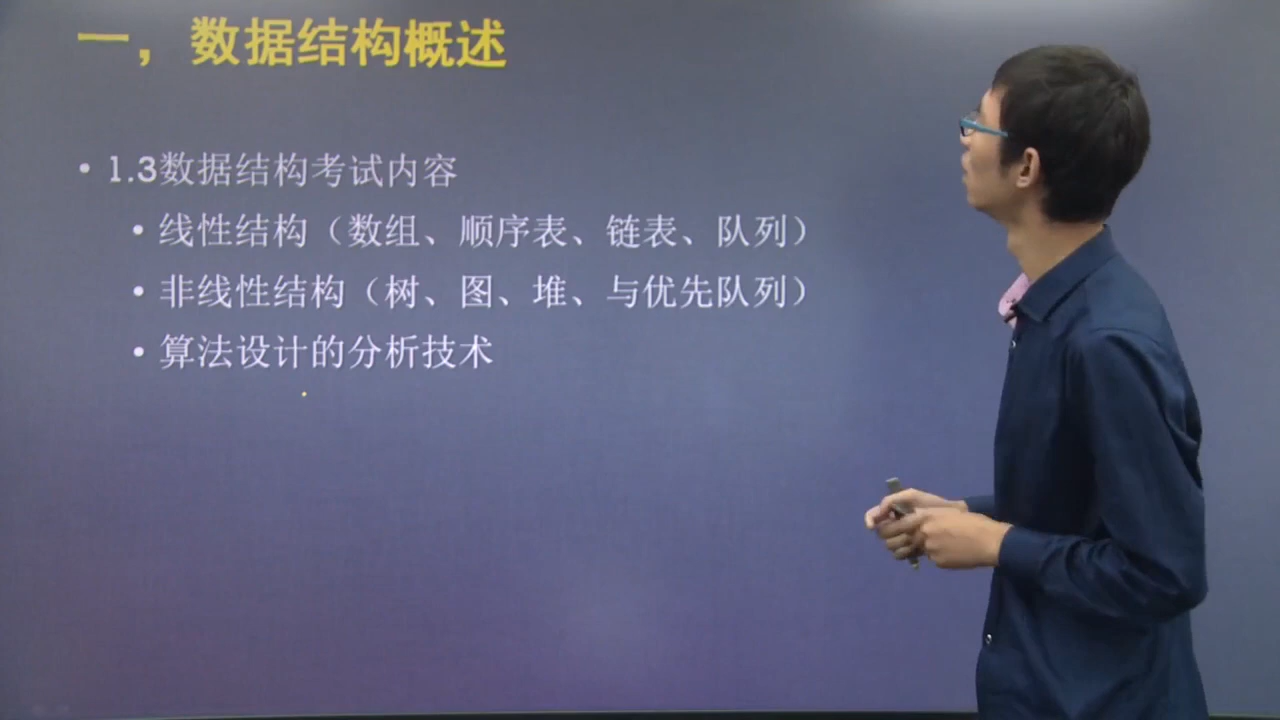 一，数据结构概述
• 1.3数据结构考试内容
• 线性结构（数组、顺序表、链表、队列）
• 非线性结构（树、图、堆、与优先队列）
• 算法设计的分析技术